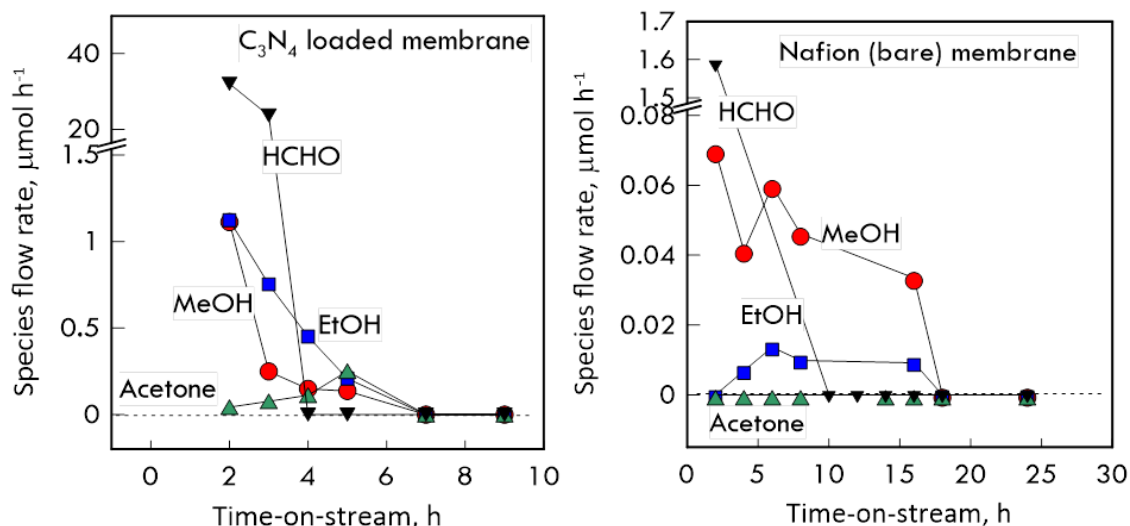 C₃N₄ loaded membrane
Species flow rate, μmol h⁻¹
40
20
1.5
1
0.5
0
HCHO
MeOH
EtOH
Acetone
0 2 4 6 8 10
Time-on-stream, h
Nafion (bare) membrane
Species flow rate, μmol h⁻¹
1.7
1.6
1.5
0.08
0.06
0.04
0.02
0
HCHO
MeOH
EtOH
Acetone
0 5 10 15 20 25 30
Time-on-stream, h